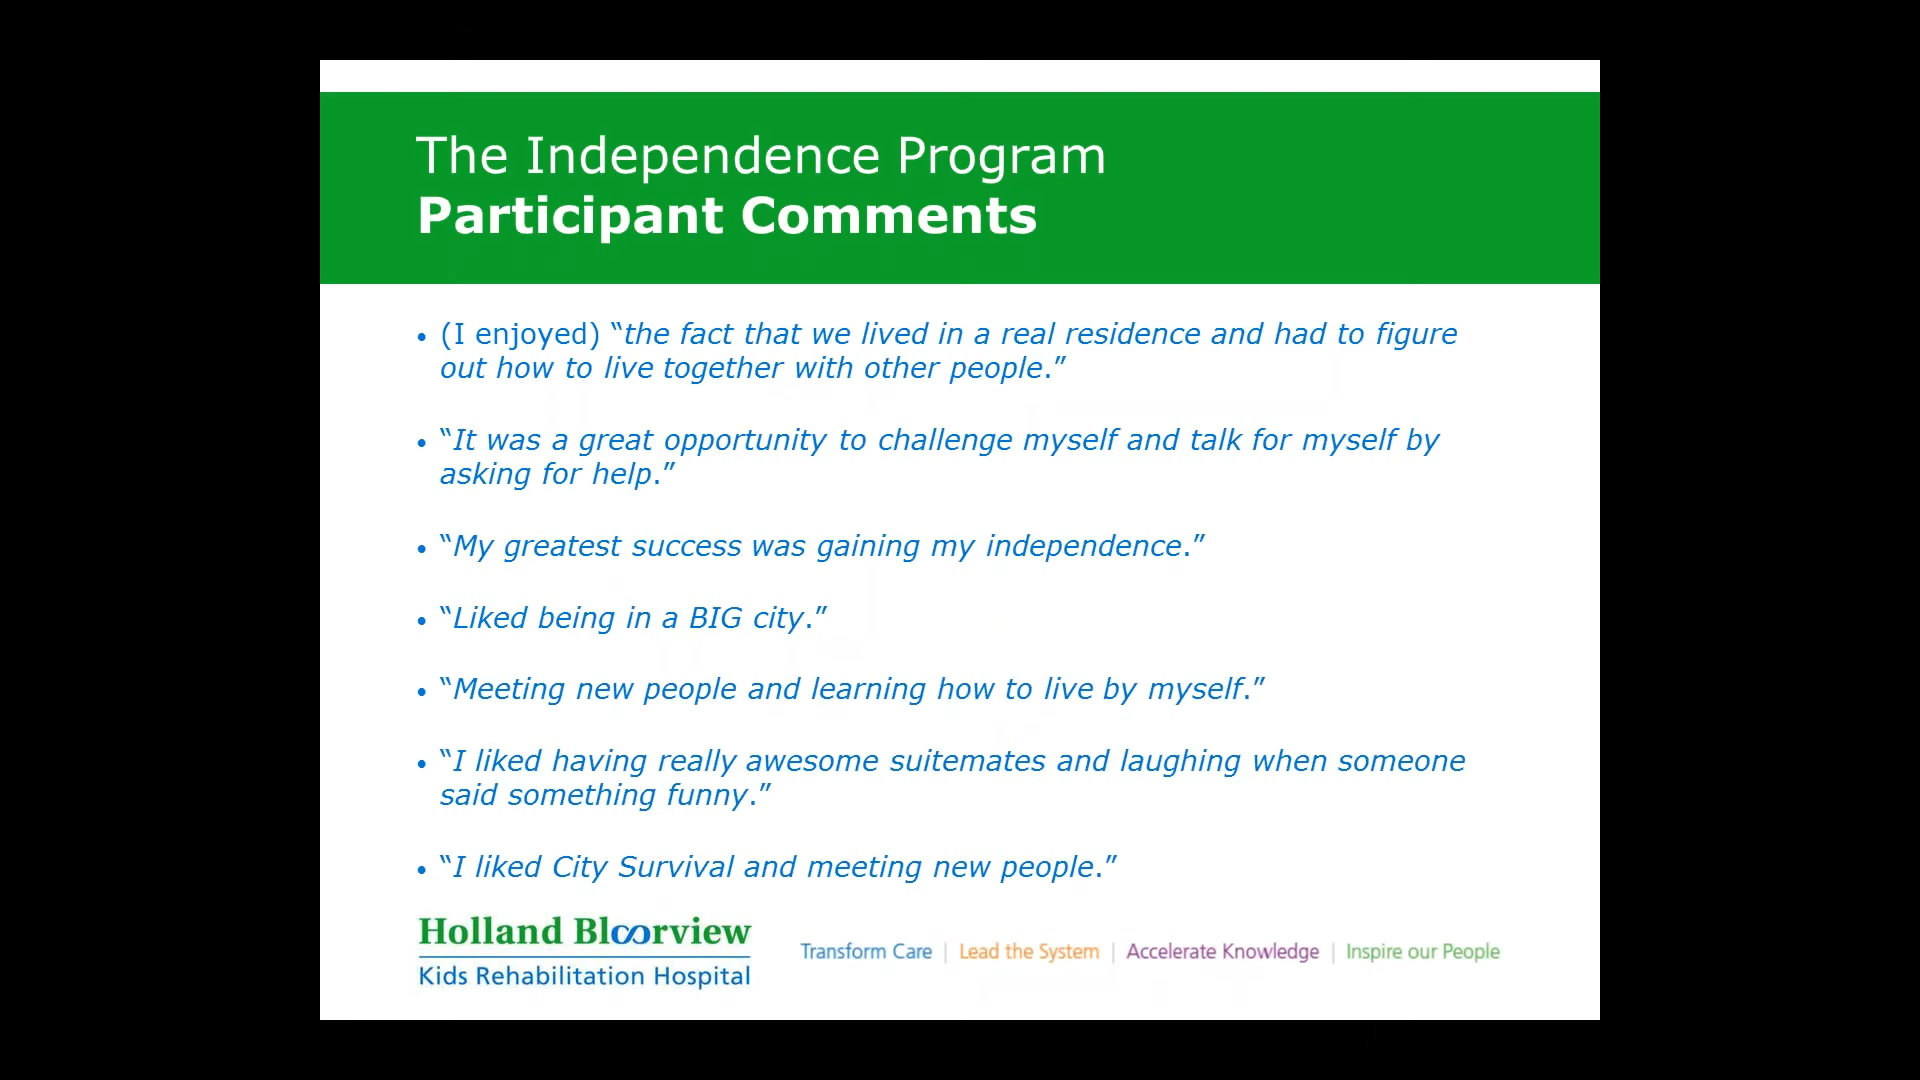 The Independence Program
Participant Comments
• (I enjoyed) “the fact that we lived in a real residence and had to figure
out how to live together with other people.”
• “It was a great opportunity to challenge myself and talk for myself by
asking for help.”
• “My greatest success was gaining my independence.”
• “Liked being in a BIG city.”
• “Meeting new people and learning how to live by myself.”
• “I liked having really awesome suitemates and laughing when someone
said something funny.”
• “I liked City Survival and meeting new people.”
Holland Bloorview
Kids Rehabilitation Hospital
Transform Care | Lead the System | Accelerate Knowledge | Inspire our People